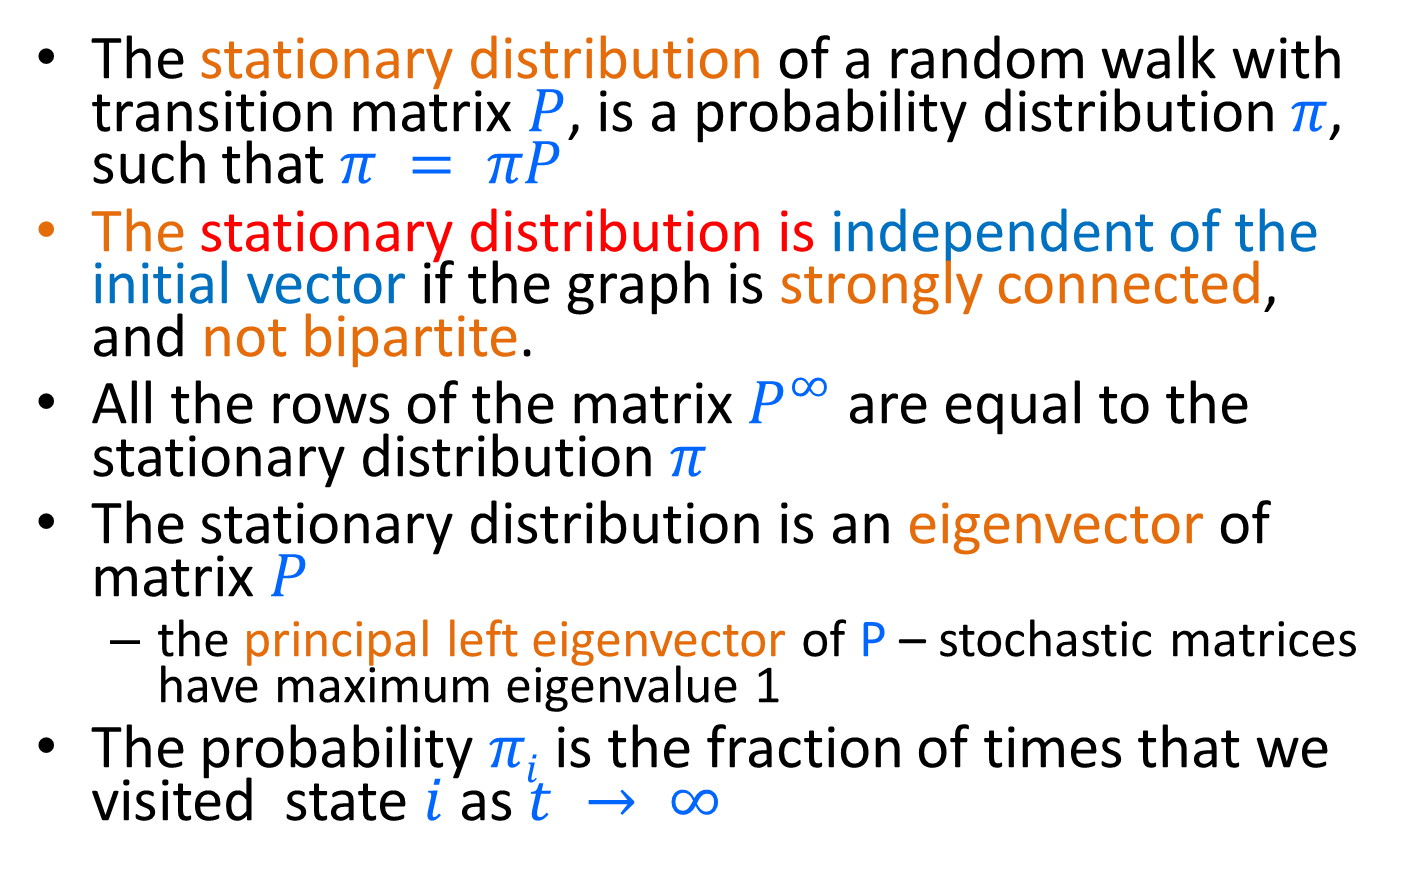 • The stationary distribution of a random walk with
transition matrix P, is a probability distribution π,
such that π = πP
• The stationary distribution is independent of the
initial vector if the graph is strongly connected,
and not bipartite.
• All the rows of the matrix P^∞ are equal to the
stationary distribution π
• The stationary distribution is an eigenvector of
matrix P
– the principal left eigenvector of P – stochastic matrices
have maximum eigenvalue 1
• The probability π_i is the fraction of times that we
visited state i as t → ∞